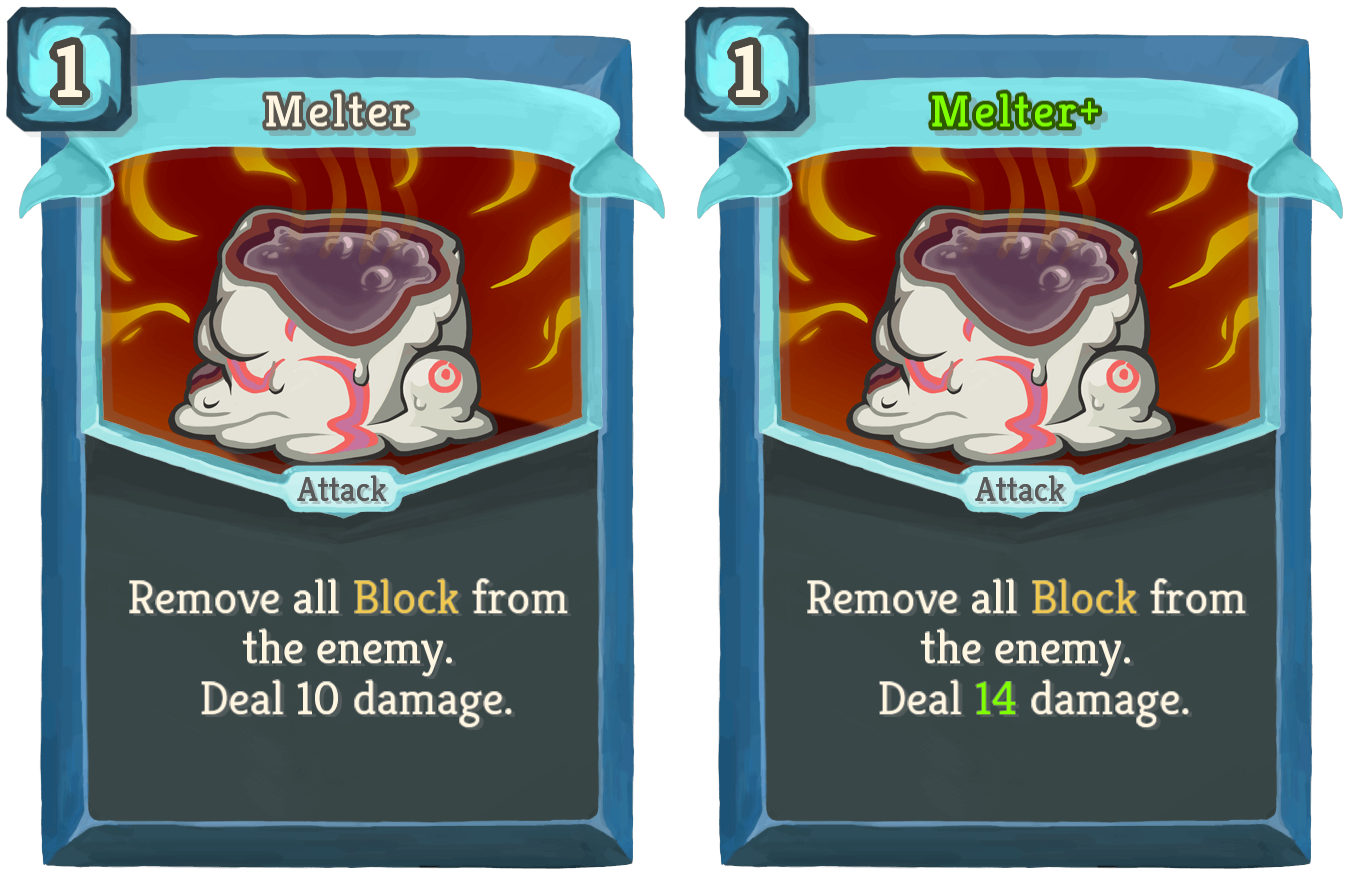 1
Melter
Attack
Remove all Block from
the enemy.
Deal 10 damage.
1
Melter+
Attack
Remove all Block from
the enemy.
Deal 14 damage.